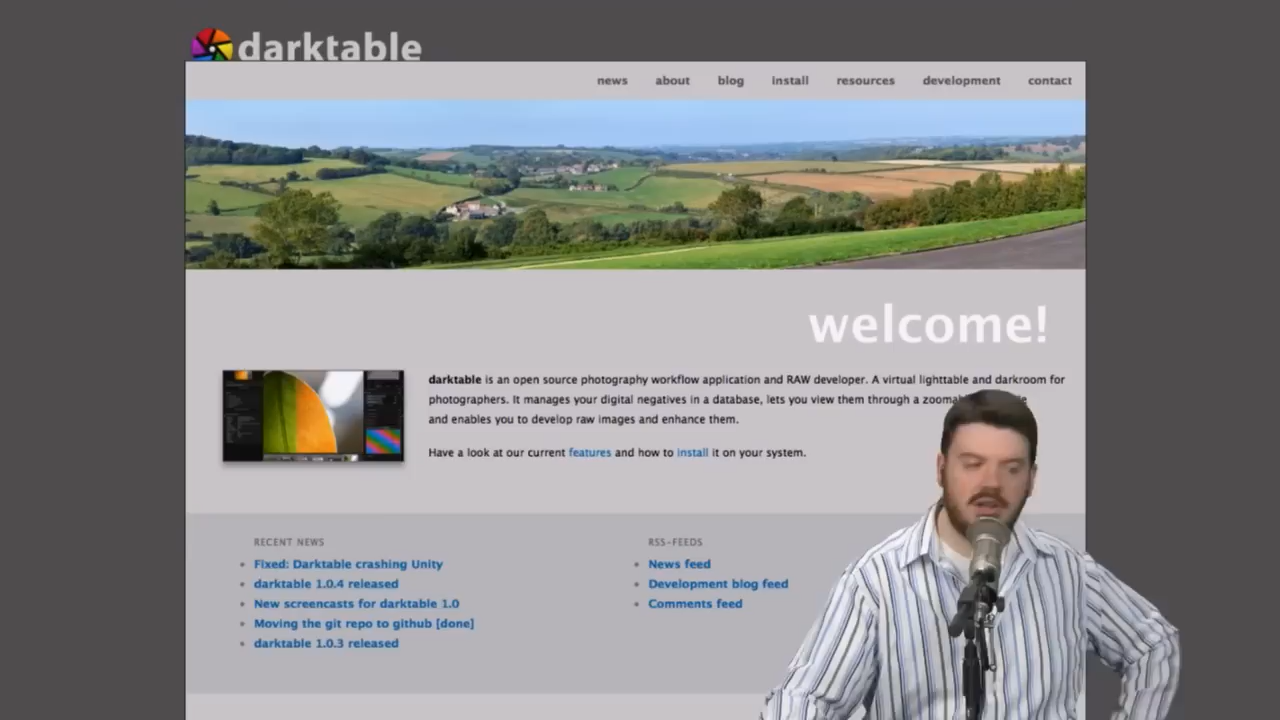 darktable
news about blog install resources development contact
welcome!
darktable is an open source photography workflow application and RAW developer. A virtual lighttable and darkroom for
photographers. It manages your digital negatives in a database, lets you view them through a
and enables you to develop raw images and enhance them.
Have a look at our current features and how to install it on your system.
RECENT NEWS
Fixed: Darktable crashing Unity
darktable 1.0.4 released
New screencasts for darktable 1.0
Moving the git repo to github [done]
darktable 1.0.3 released
RSS-FEEDS
News feed
Development blog feed
Comments feed